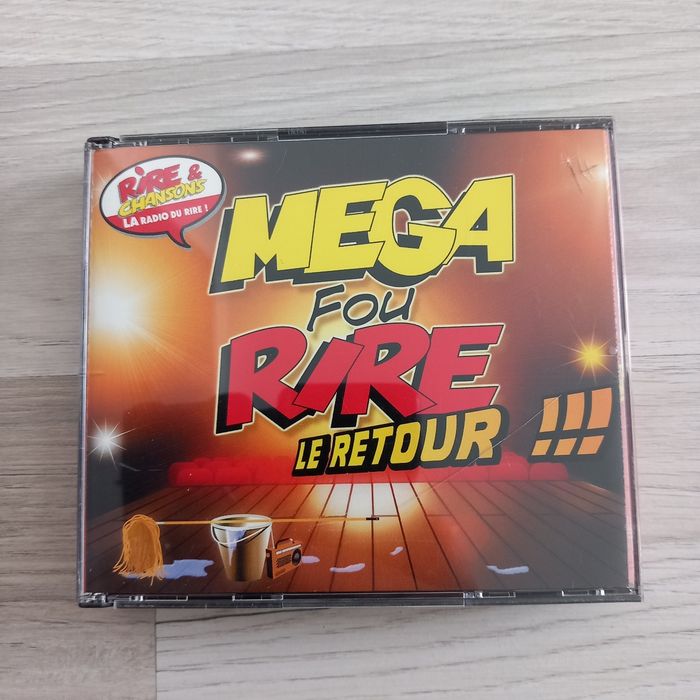 RIRE &
CHANSONS
LA RADIO DU RIRE !
MEGA
FOU
RIRE
LE RETOUR !!!